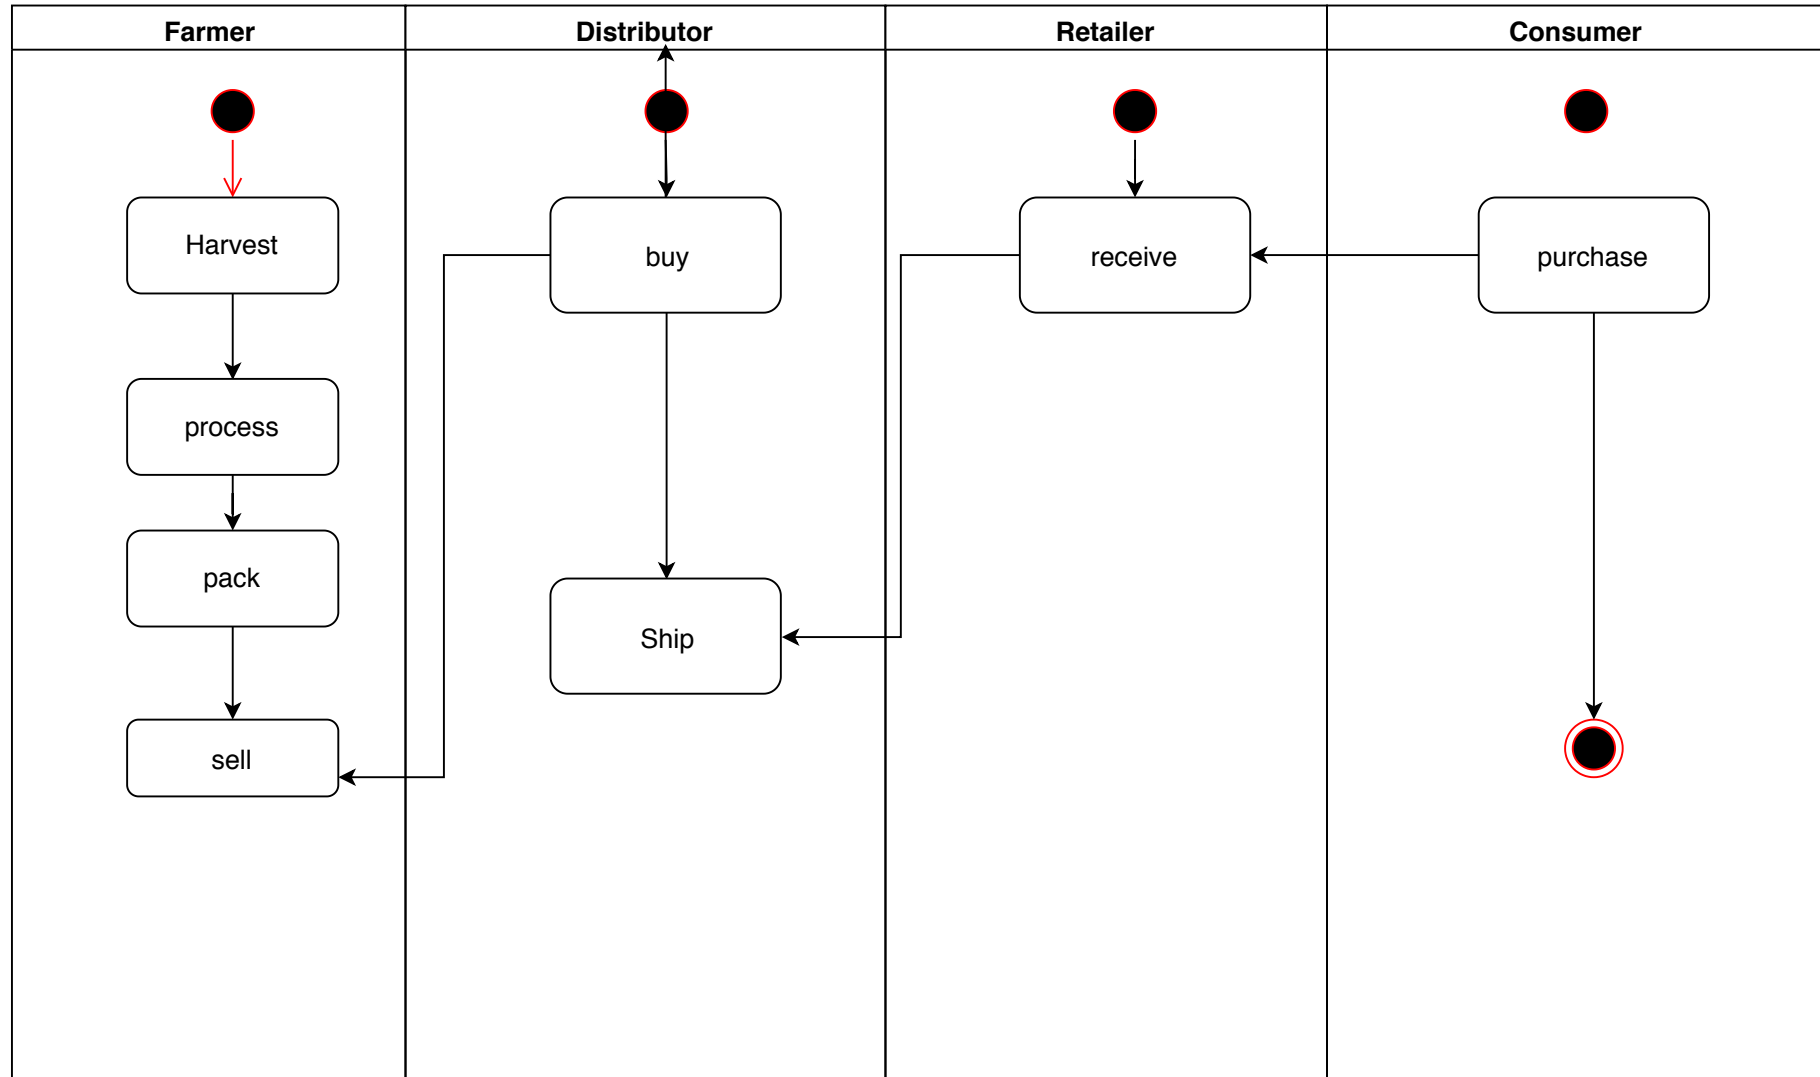 Farmer
Distributor
Retailer
Consumer
Harvest
buy
receive
purchase
process
pack
Ship
sell